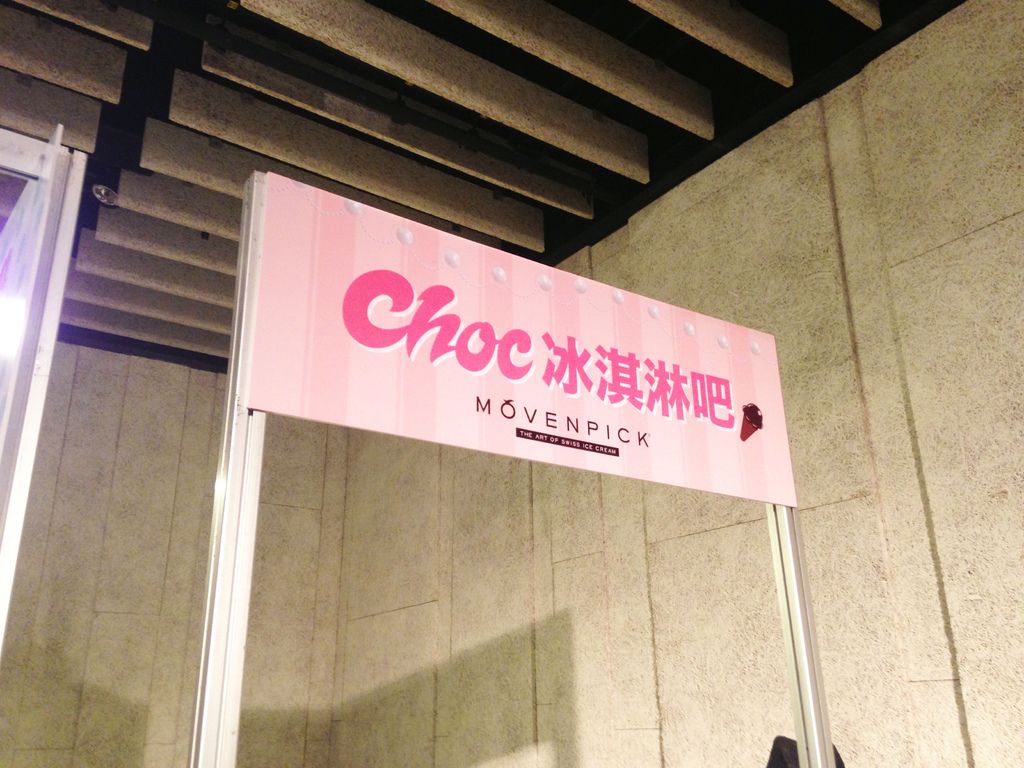 Choc 冰淇淋吧
MÖVENPICK
THE ART OF SWISS ICE CREAM